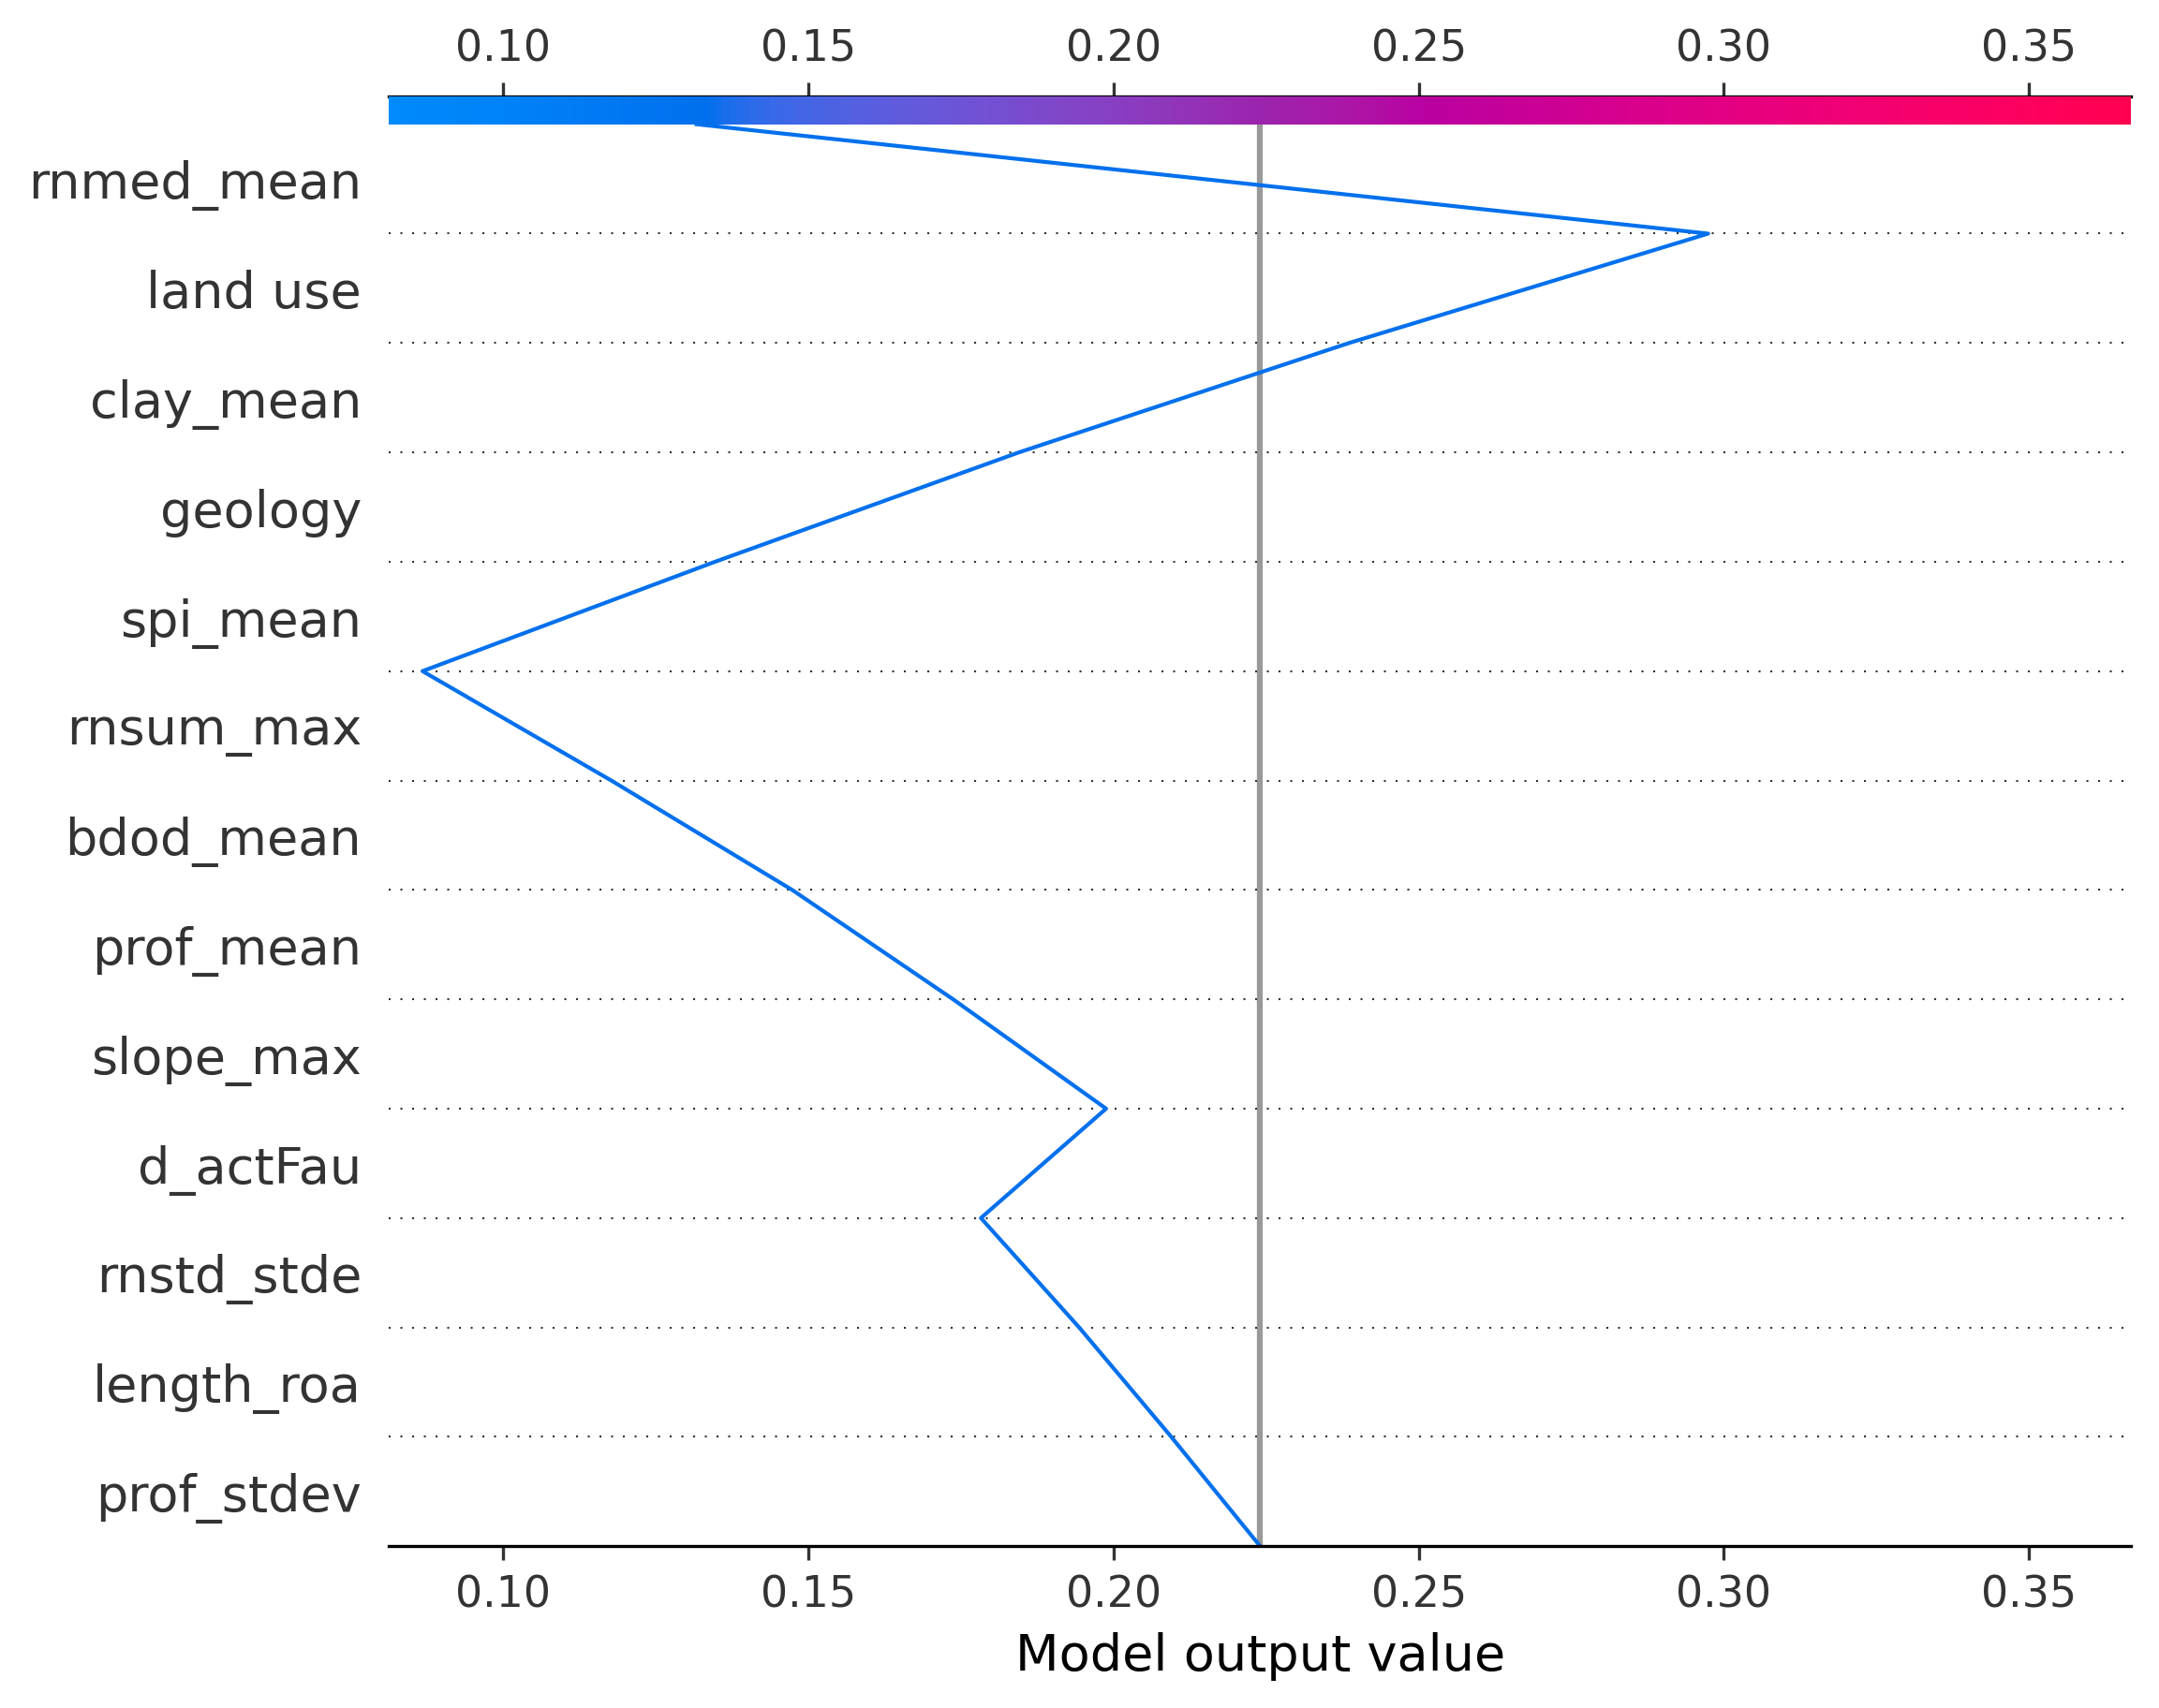 0.10 0.15 0.20 0.25 0.30 0.35
rnmed_mean
land use
clay_mean
geology
spi_mean
rnsum_max
bdod_mean
prof_mean
slope_max
d_actFau
rnstd_stde
length_roa
prof_stdev
0.10 0.15 0.20 0.25 0.30 0.35
Model output value